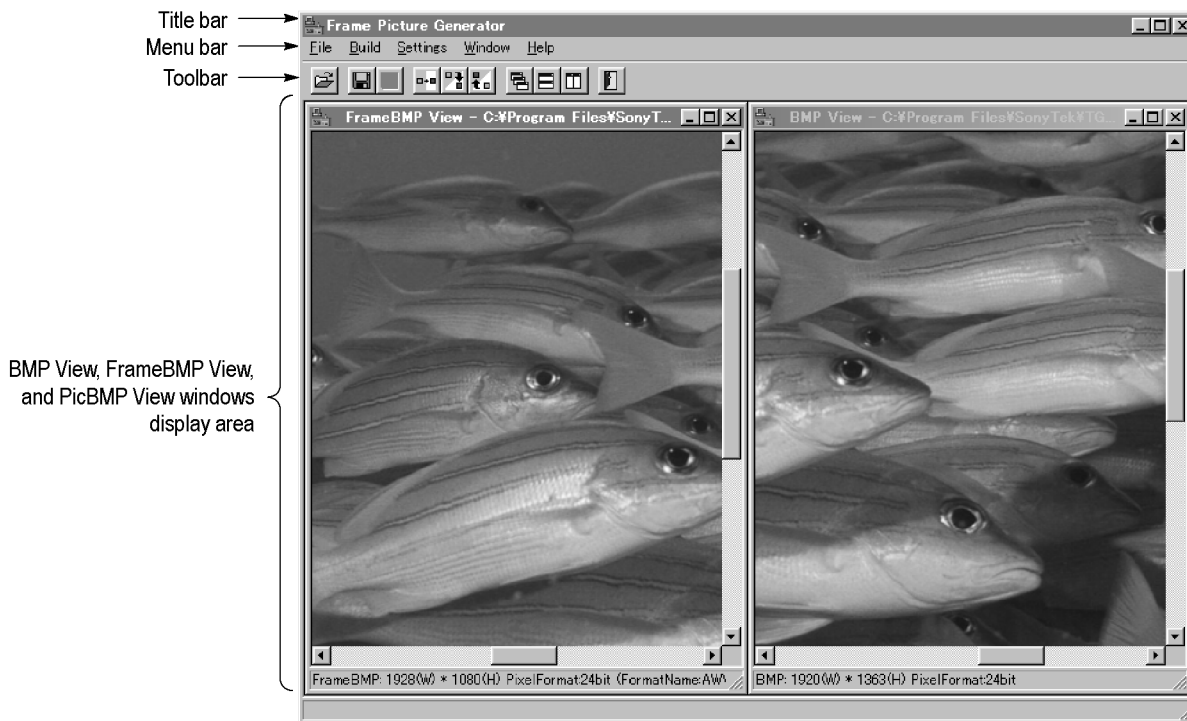 Title bar
Frame Picture Generator
Menu bar
File Build Settings Window Help
Toolbar
FrameBMP View - C:¥Program Files¥SonyT...
BMP View - C:¥Program Files¥SonyTek¥TG...
BMP View, FrameBMP View,
and PicBMP View windows
display area
FrameBMP: 1928(W) * 1080(H) PixelFormat:24bit (FormatName:AW
BMP: 1920(W) * 1363(H) PixelFormat:24bit